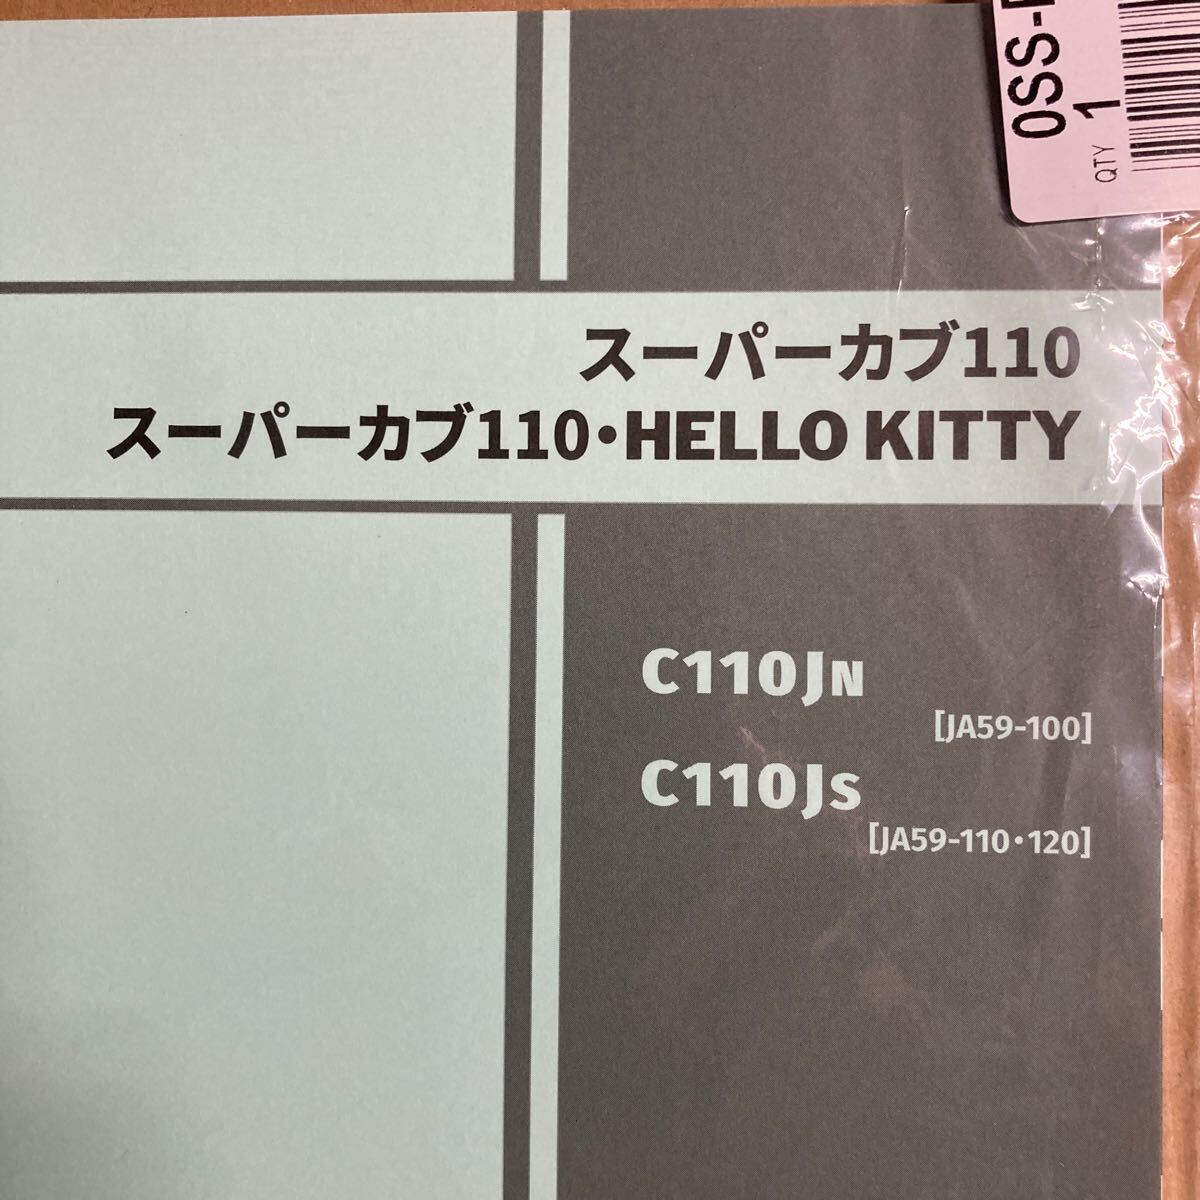 0SS-
QTY 1
スーパーカブ110
スーパーカブ110・HELLO KITTY
C110JN
[JA59-100]
C110JS
[JA59-110・120]